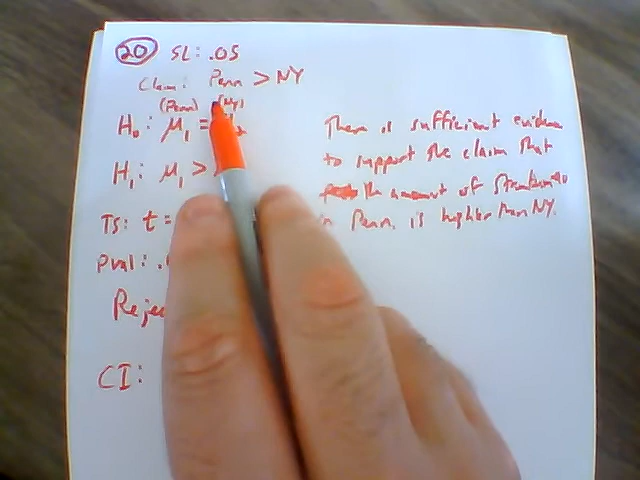 20 SL: .05
Claim: Penn > NY
(Penn) (NY)
H₀: μ₁ =
H₁: μ₁ >
TS: t =
Pval: .
Rejec
CI:
There is sufficient evidence
to support the claim that
the amount of
in Penn. is higher than NY.